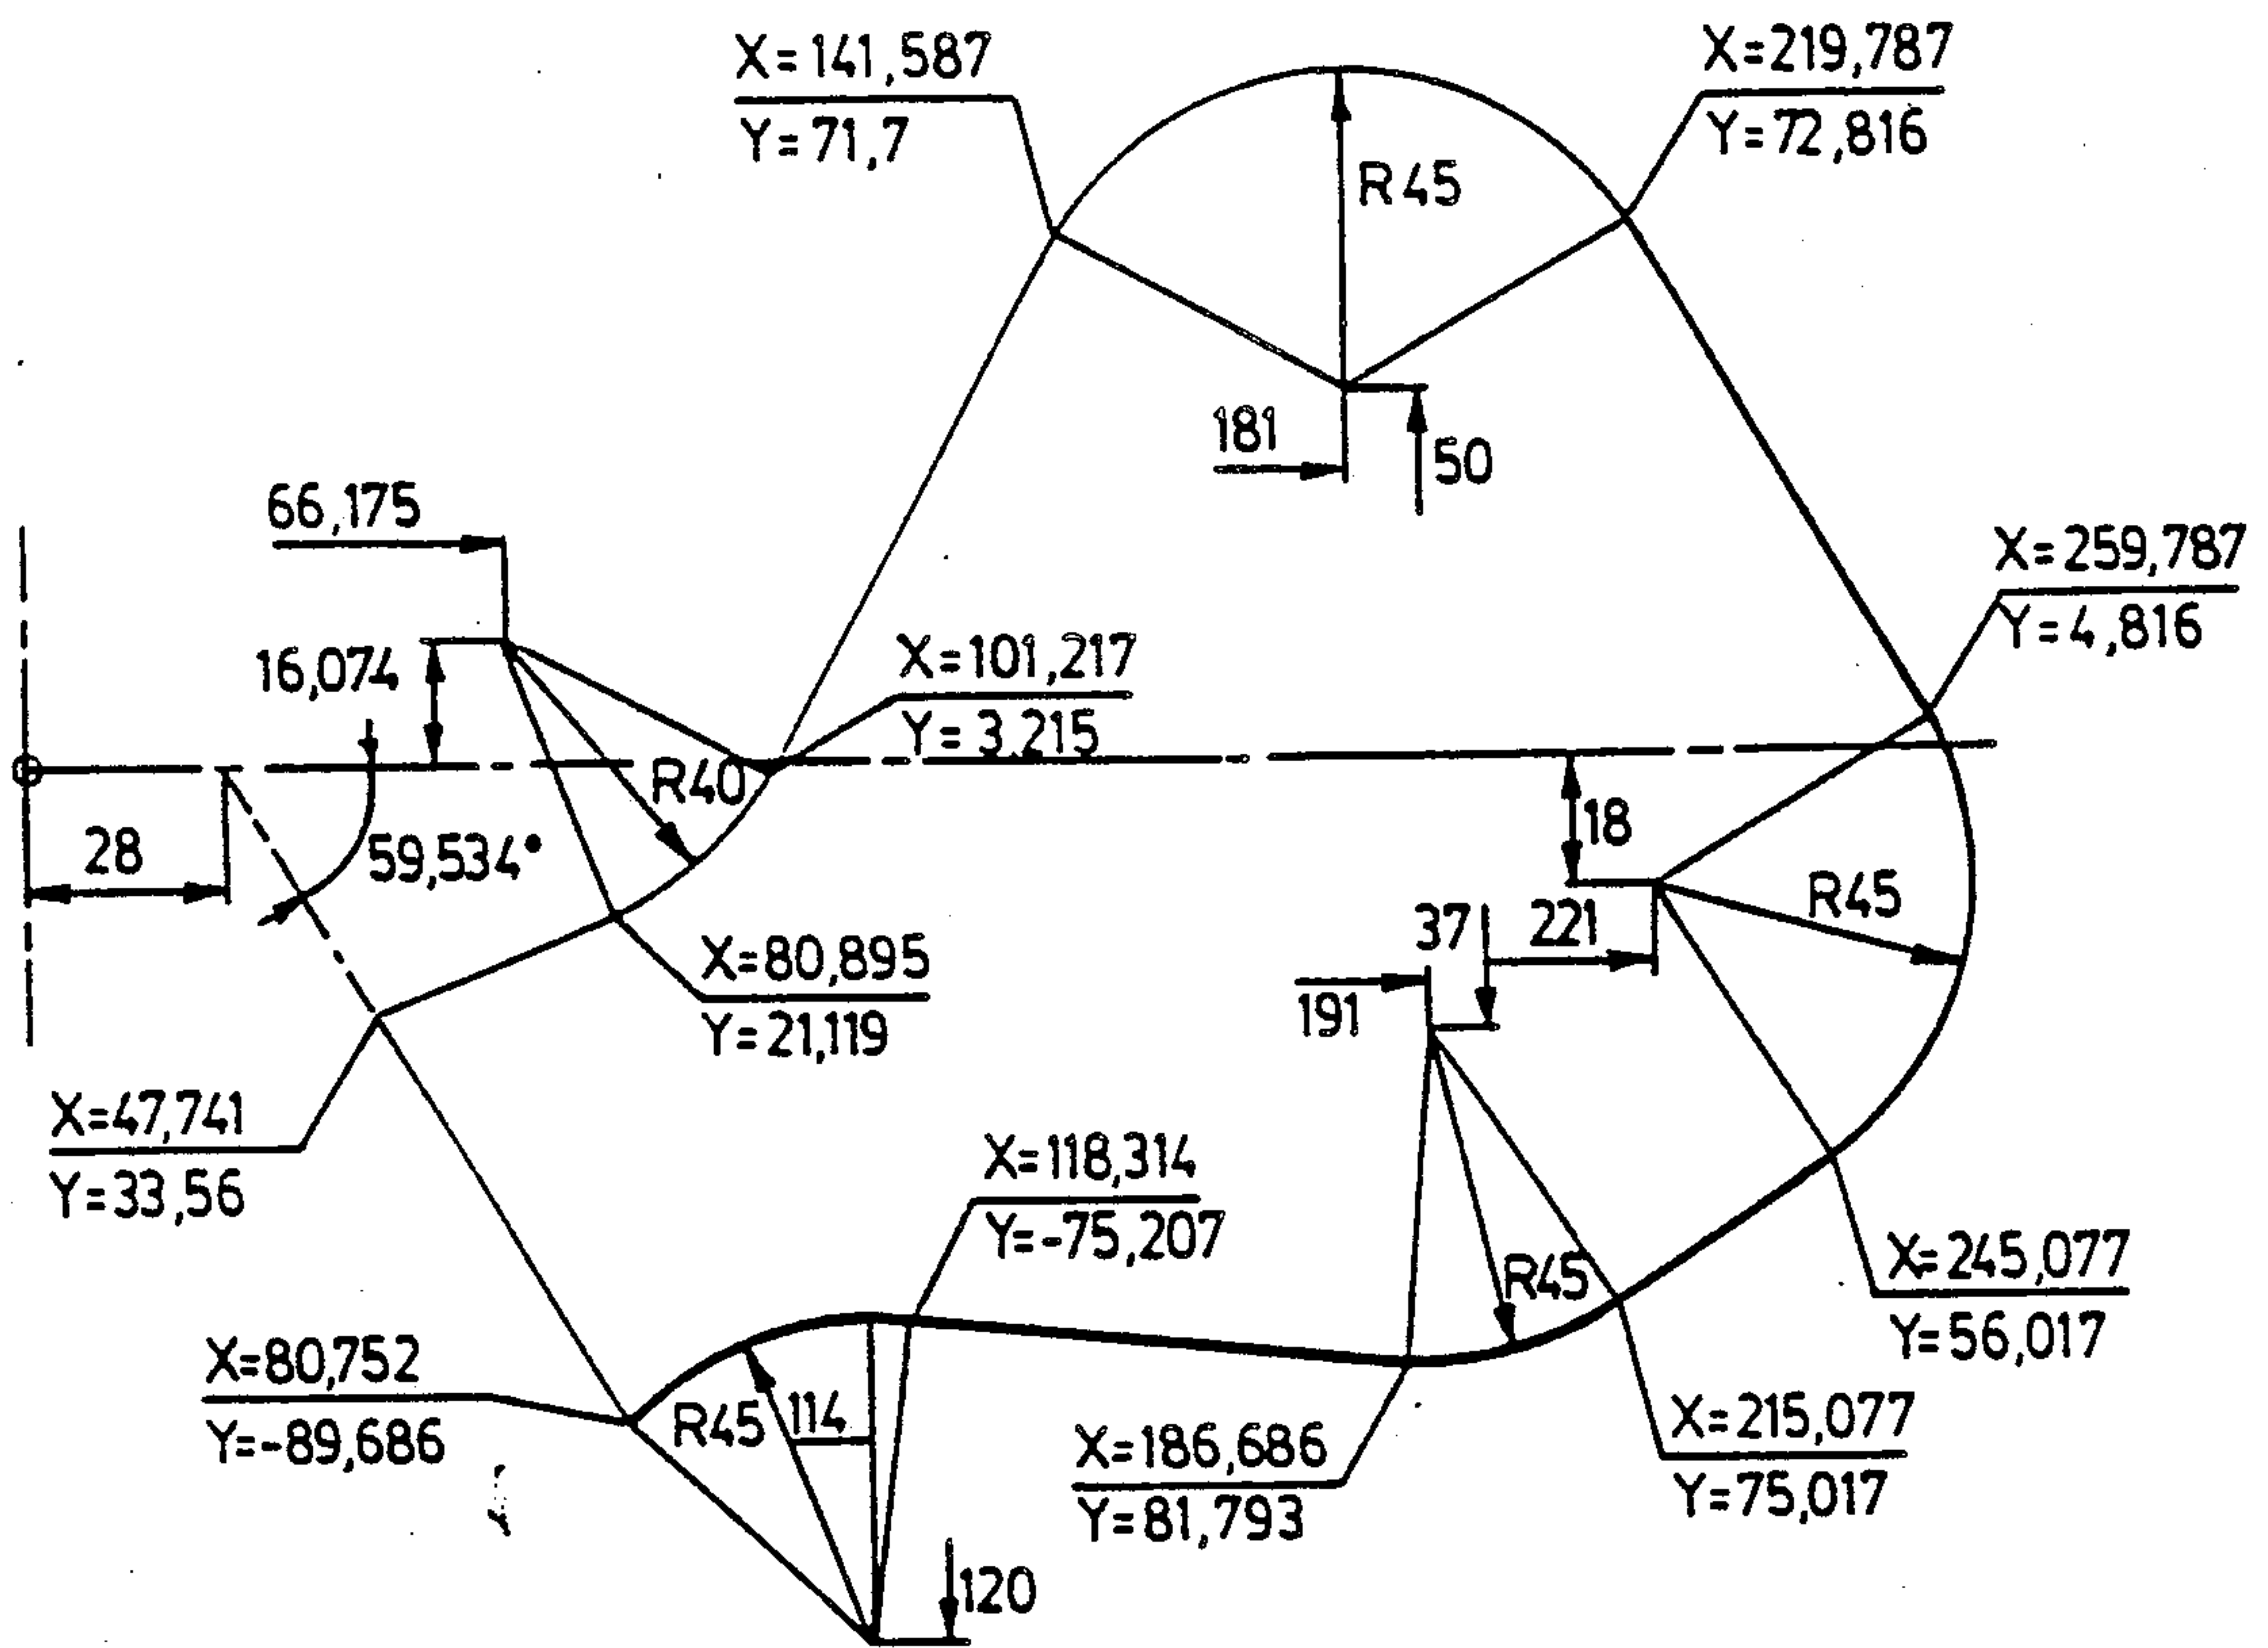 X=141,587
Y=71,7
X=219,787
Y=72,816
R45
181
50
66,175
X=259,787
Y=4,816
16,074
X=101,217
Y=3,215
R40
28
59,534°
18
R45
37
221
191
X=80,895
Y=21,119
X=47,741
Y=33,56
X=118,314
Y=-75,207
R45
X=245,077
Y=56,017
X=80,752
Y=-89,686
R45
114
X=186,686
Y=81,793
X=215,077
Y=75,017
120